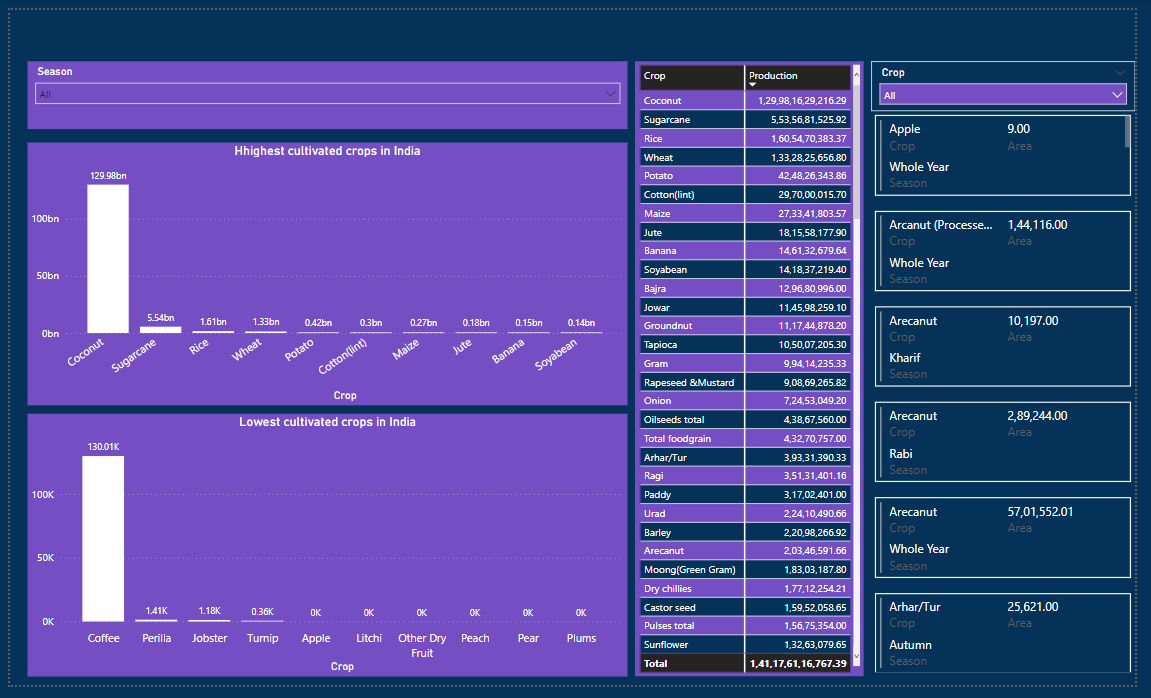 Season
All
Hhighest cultivated crops in India
129.98bn
5.54bn 1.61bn 1.33bn 0.42bn 0.3bn 0.27bn 0.18bn 0.15bn 0.14bn
100bn
50bn
0bn
Coconut Sugarcane Rice Wheat Potato Cotton(lint) Maize Jute Banana Soyabean
Crop
Lowest cultivated crops in India
130.01K
1.41K 1.18K 0.36K 0K 0K 0K 0K 0K 0K
100K
50K
0K
Coffee Perilla Jobster Turnip Apple Litchi Other Dry Fruit Peach Pear Plums
Crop
Crop Production
Coconut 1,29,98,16,29,216.29
Sugarcane 5,53,56,81,525.92
Rice 1,60,54,70,383.37
Wheat 1,33,28,25,656.80
Potato 42,48,26,343.86
Cotton(lint) 29,70,00,015.70
Maize 27,33,41,803.57
Jute 18,15,58,177.90
Banana 14,61,32,679.64
Soyabean 14,18,37,219.40
Bajra 12,96,80,996.00
Jowar 11,45,98,259.10
Groundnut 11,17,44,878.20
Tapioca 10,50,07,205.30
Gram 9,94,14,235.33
Rapeseed &Mustard 9,08,69,265.82
Onion 7,24,53,049.20
Oilseeds total 4,38,67,560.00
Total foodgrain 4,32,70,757.00
Arhar/Tur 3,93,31,390.33
Ragi 3,51,31,401.16
Paddy 3,17,02,401.00
Urad 2,24,10,490.66
Barley 2,20,98,266.92
Arecanut 2,03,46,591.66
Moong(Green Gram) 1,83,03,187.80
Dry chillies 1,77,12,254.21
Castor seed 1,59,52,058.65
Pulses total 1,56,75,354.00
Sunflower 1,32,63,079.65
Total 1,41,17,61,16,767.39
Crop
All
Apple 9.00
Crop Area
Whole Year
Season
Arcanut (Processe... 1,44,116.00
Crop Area
Whole Year
Season
Arecanut 10,197.00
Crop Area
Kharif
Season
Arecanut 2,89,244.00
Crop Area
Rabi
Season
Arecanut 57,01,552.01
Crop Area
Whole Year
Season
Arhar/Tur 25,621.00
Crop Area
Autumn
Season